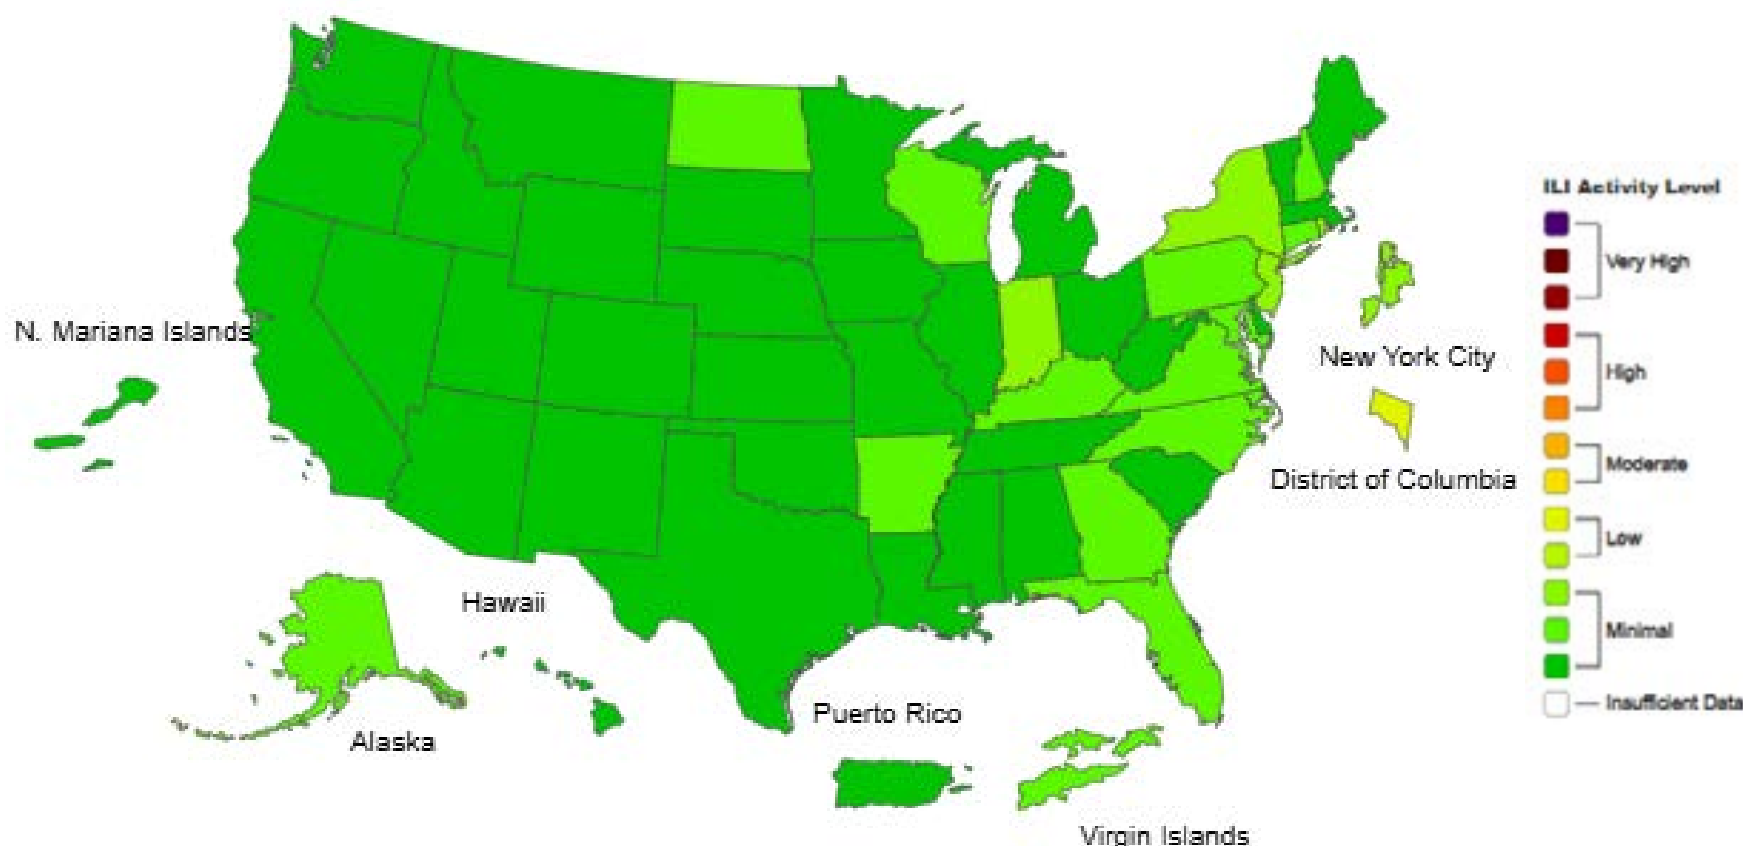 ILI Activity Level
Very High
High
Moderate
Low
Minimal
Insufficient Data
N. Mariana Islands
New York City
District of Columbia
Hawaii
Alaska
Puerto Rico
Virgin Islands